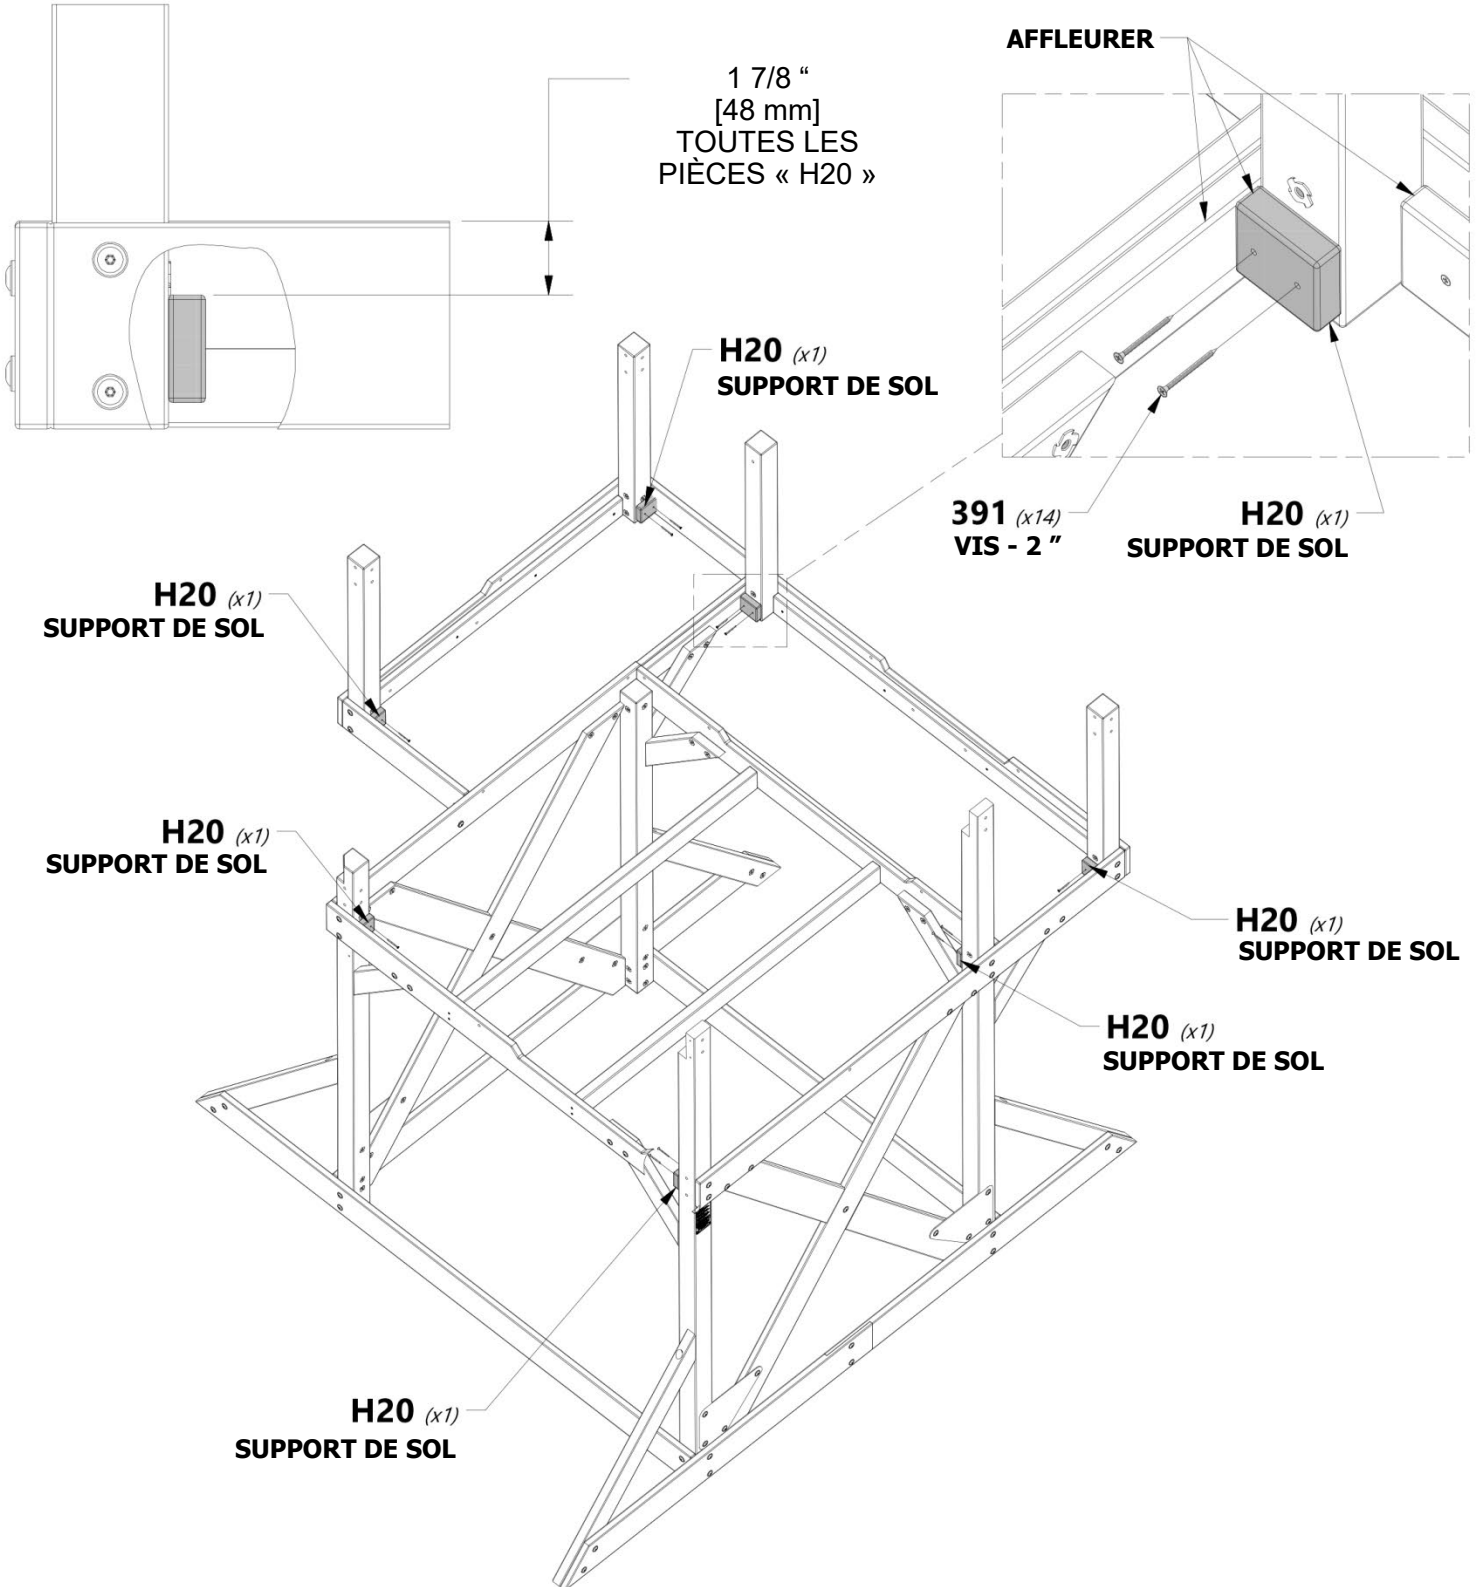 AFFLEURER
1 7/8 “
[48 mm]
TOUTES LES
PIÈCES « H20 »
H20 (x1)
SUPPORT DE SOL
391 (x14)
VIS - 2 ”
H20 (x1)
SUPPORT DE SOL
H20 (x1)
SUPPORT DE SOL
H20 (x1)
SUPPORT DE SOL
H20 (x1)
SUPPORT DE SOL
H20 (x1)
SUPPORT DE SOL
H20 (x1)
SUPPORT DE SOL